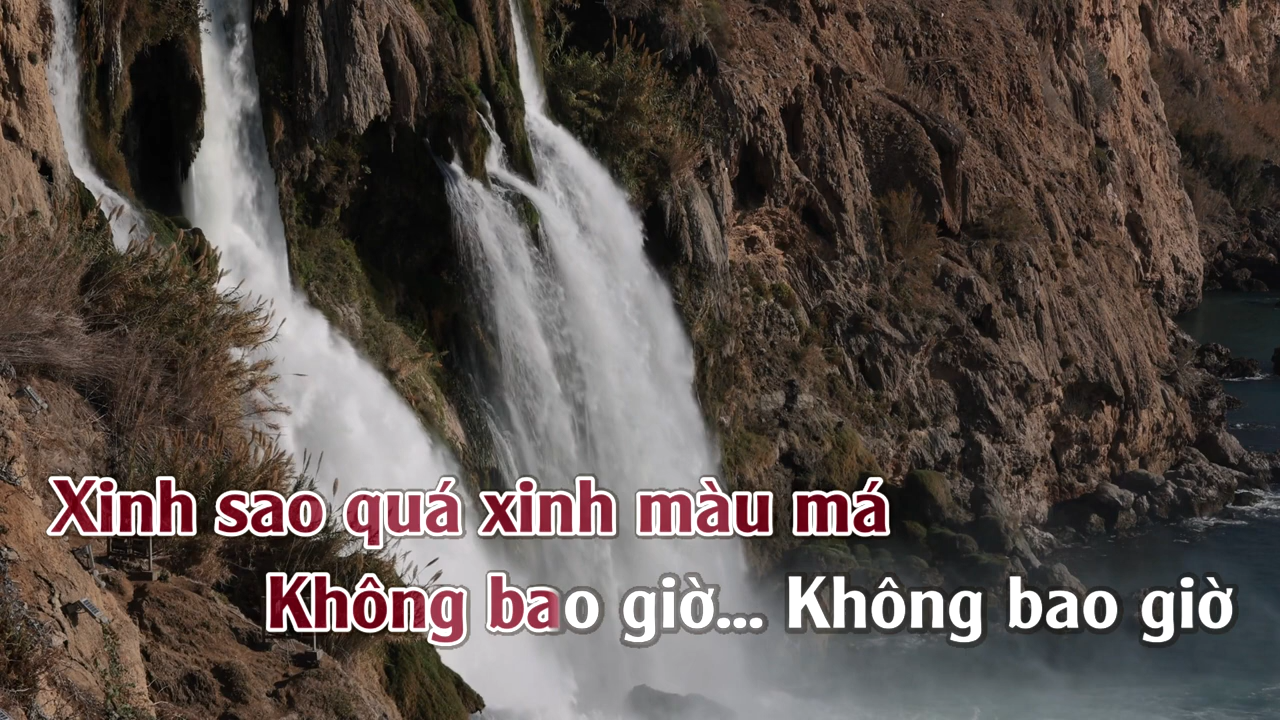 Xinh sao quá xinh màu má
Không bao giờ... Không bao giờ